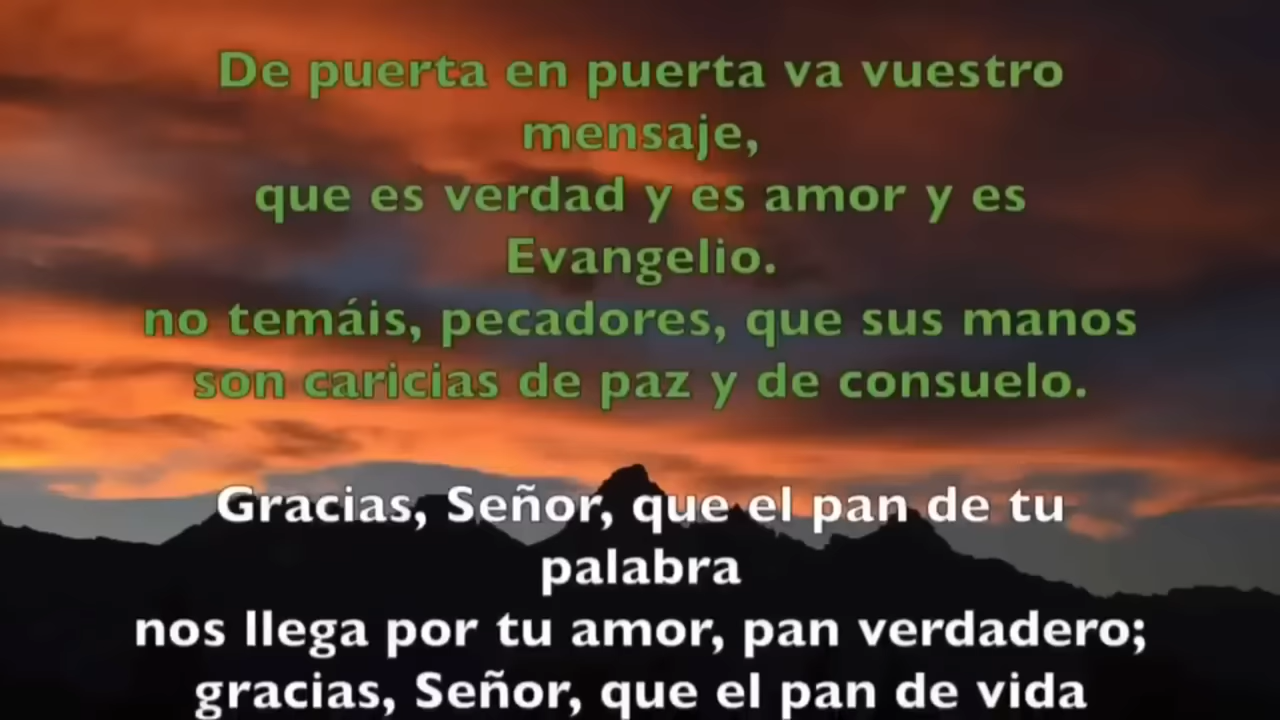 De puerta en puerta va vuestro
mensaje,
que es verdad y es amor y es
Evangelio.
no temáis, pecadores, que sus manos
son caricias de paz y de consuelo.
Gracias, Señor, que el pan de tu
palabra
nos llega por tu amor, pan verdadero;
gracias, Señor, que el pan de vida